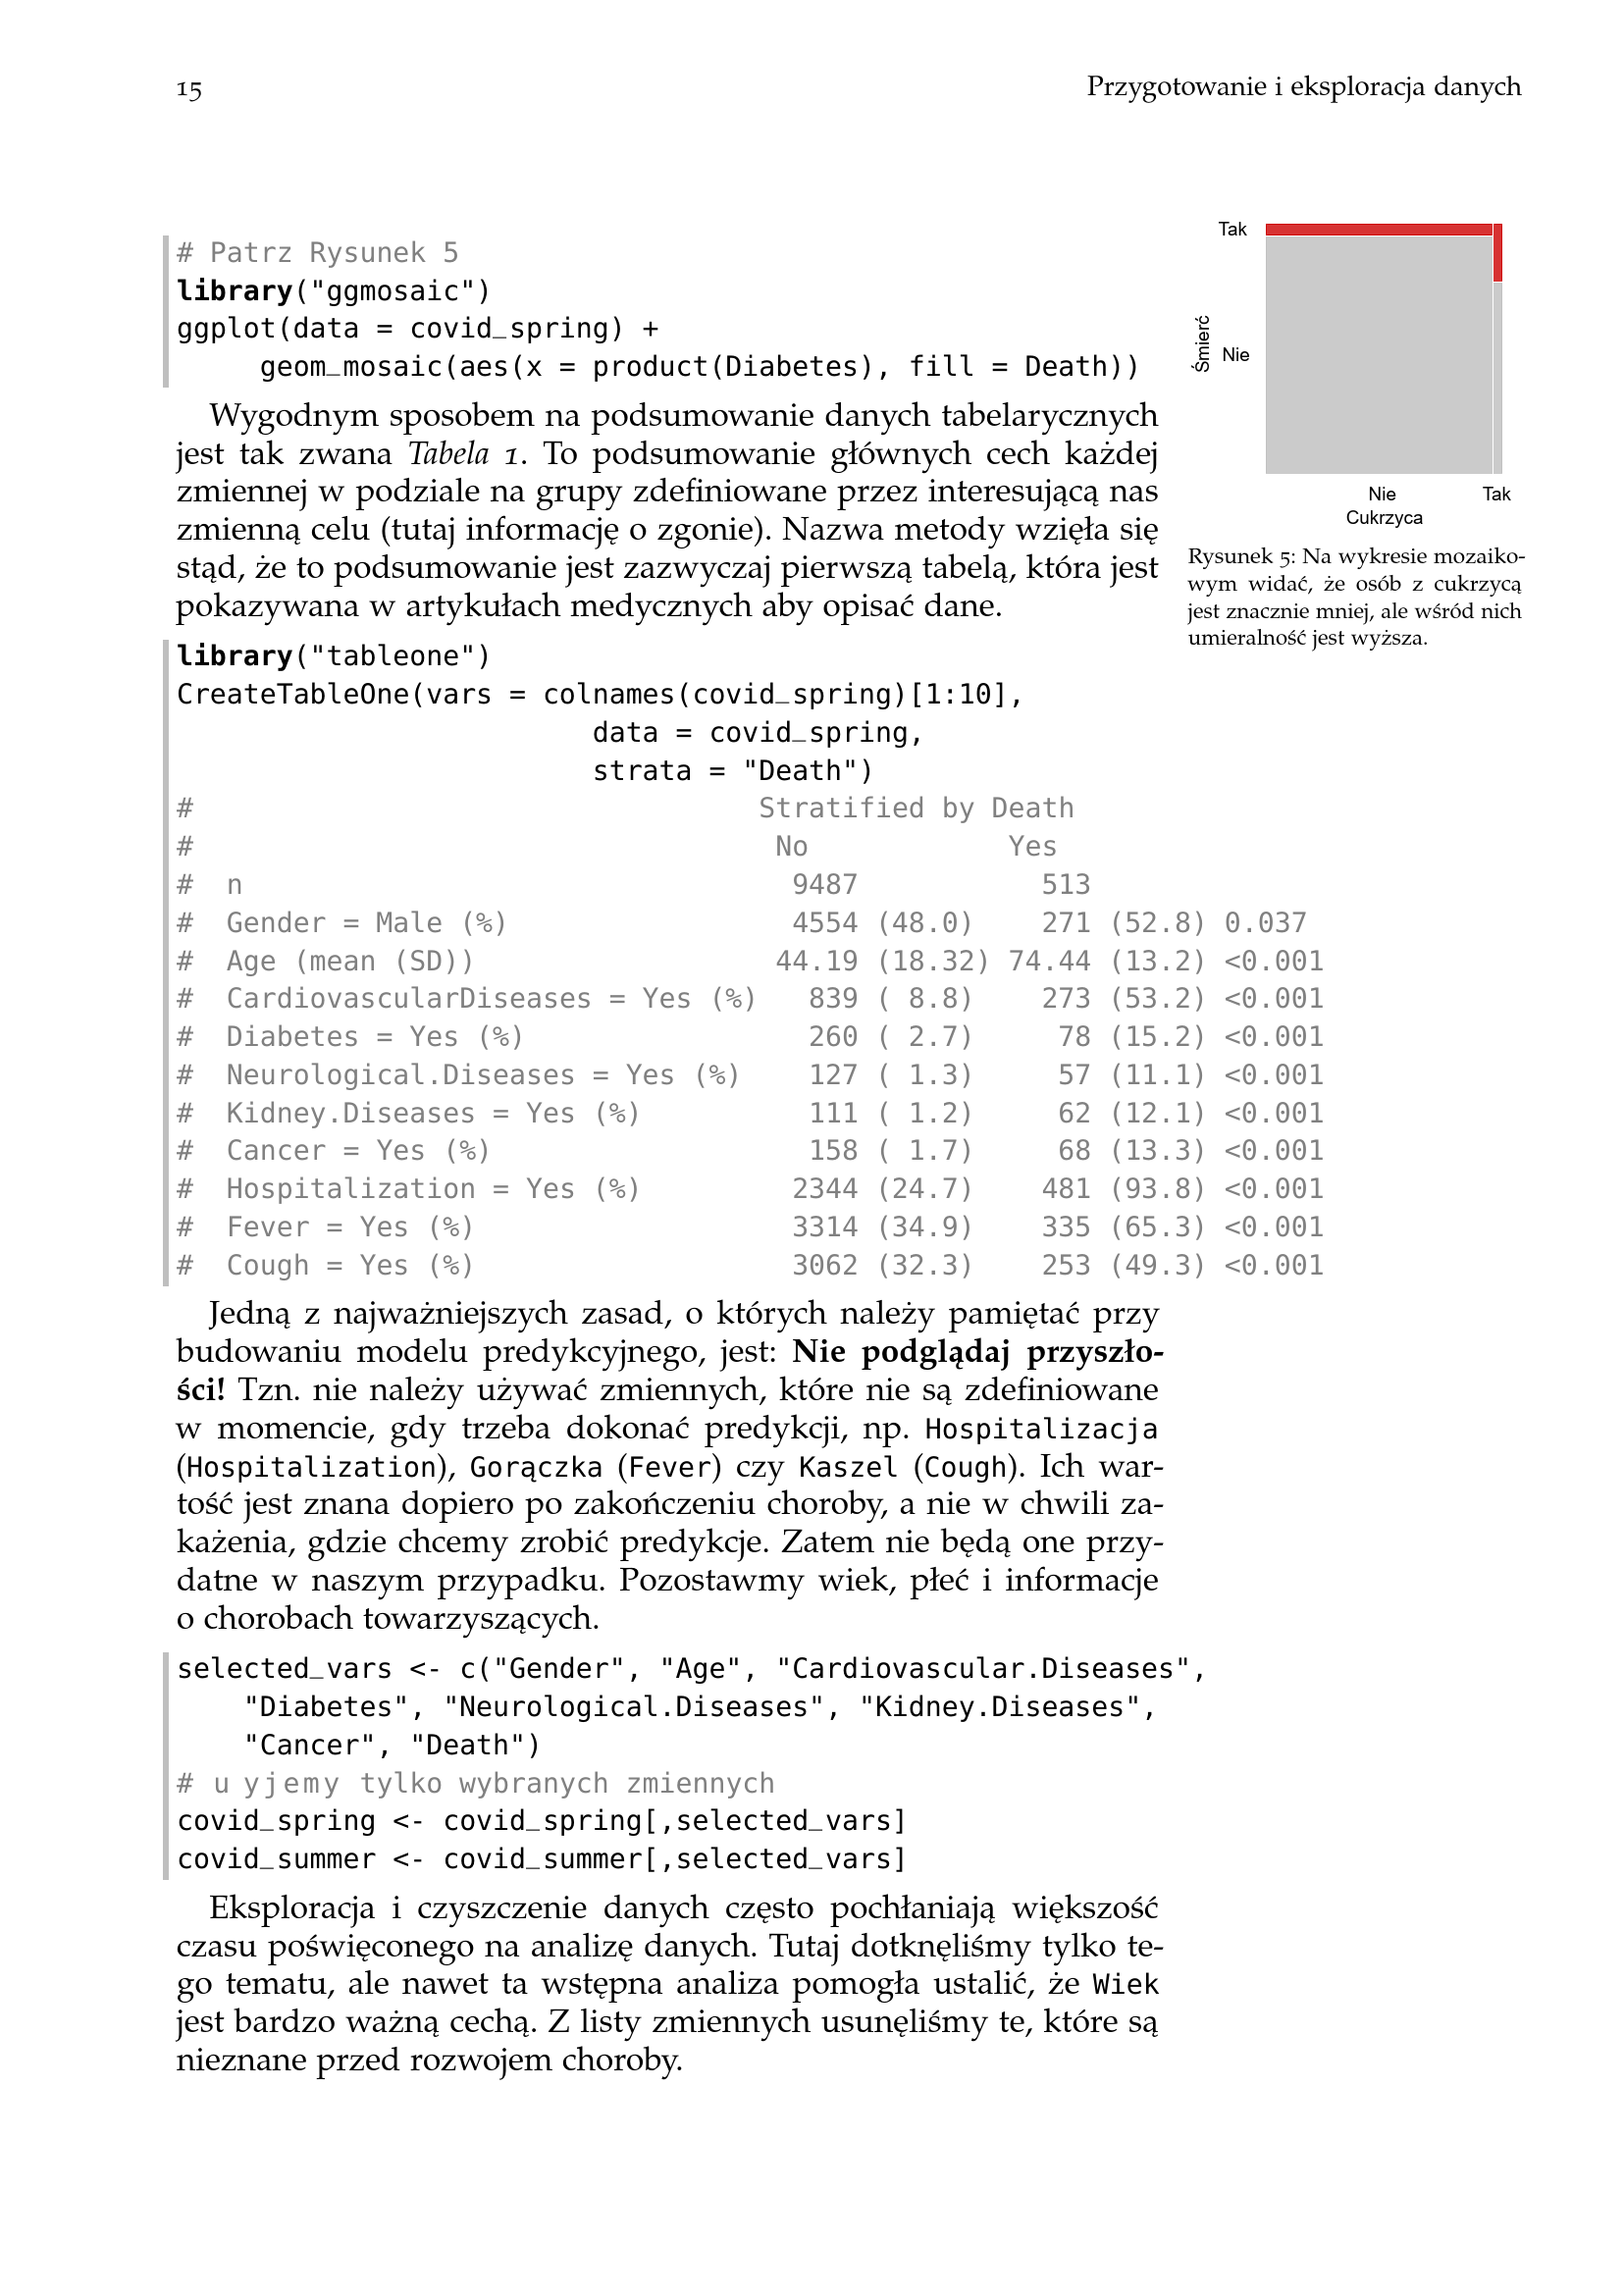 15
Przygotowanie i eksploracja danych
# Patrz Rysunek 5
library("ggmosaic")
ggplot(data = covid_spring) +
     geom_mosaic(aes(x = product(Diabetes), fill = Death))
Wygodnym sposobem na podsumowanie danych tabelarycznych
jest tak zwana Tabela 1. To podsumowanie głównych cech każdej
zmiennej w podziale na grupy zdefiniowane przez interesującą nas
zmienną celu (tutaj informację o zgonie). Nazwa metody wzięła się
stąd, że to podsumowanie jest zazwyczaj pierwszą tabelą, która jest
pokazywana w artykułach medycznych aby opisać dane.
library("tableone")
CreateTableOne(vars = colnames(covid_spring)[1:10],
                         data = covid_spring,
                         strata = "Death")
#                                  Stratified by Death
#                                   No            Yes
#  n                                 9487           513
#  Gender = Male (%)                 4554 (48.0)    271 (52.8) 0.037
#  Age (mean (SD))                  44.19 (18.32) 74.44 (13.2) <0.001
#  CardiovascularDiseases = Yes (%)   839 ( 8.8)    273 (53.2) <0.001
#  Diabetes = Yes (%)                 260 ( 2.7)     78 (15.2) <0.001
#  Neurological.Diseases = Yes (%)    127 ( 1.3)     57 (11.1) <0.001
#  Kidney.Diseases = Yes (%)          111 ( 1.2)     62 (12.1) <0.001
#  Cancer = Yes (%)                   158 ( 1.7)     68 (13.3) <0.001
#  Hospitalization = Yes (%)         2344 (24.7)    481 (93.8) <0.001
#  Fever = Yes (%)                   3314 (34.9)    335 (65.3) <0.001
#  Cough = Yes (%)                   3062 (32.3)    253 (49.3) <0.001
Jedną z najważniejszych zasad, o których należy pamiętać przy
budowaniu modelu predykcyjnego, jest: Nie podglądaj przyszło-
ści! Tzn. nie należy używać zmiennych, które nie są zdefiniowane
w momencie, gdy trzeba dokonać predykcji, np. Hospitalizacja
(Hospitalization), Gorączka (Fever) czy Kaszel (Cough). Ich war-
tość jest znana dopiero po zakończeniu choroby, a nie w chwili za-
każenia, gdzie chcemy zrobić predykcje. Zatem nie będą one przy-
datne w naszym przypadku. Pozostawmy wiek, płeć i informacje
o chorobach towarzyszących.
selected_vars <- c("Gender", "Age", "Cardiovascular.Diseases",
    "Diabetes", "Neurological.Diseases", "Kidney.Diseases",
    "Cancer", "Death")
# u yjemy tylko wybranych zmiennych
covid_spring <- covid_spring[,selected_vars]
covid_summer <- covid_summer[,selected_vars]
Eksploracja i czyszczenie danych często pochłaniają większość
czasu poświęconego na analizę danych. Tutaj dotknęliśmy tylko te-
go tematu, ale nawet ta wstępna analiza pomogła ustalić, że Wiek
jest bardzo ważną cechą. Z listy zmiennych usunęliśmy te, które są
nieznane przed rozwojem choroby.
Tak
Śmierć
Nie
Nie
Tak
Cukrzyca
Rysunek 5: Na wykresie mozaiko-
wym widać, że osób z cukrzycą
jest znacznie mniej, ale wśród nich
umieralność jest wyższa.